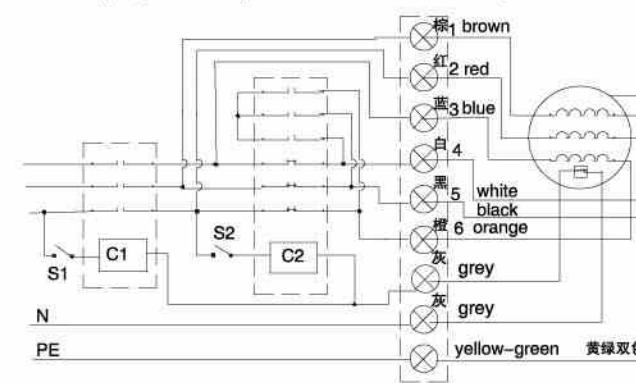 棕1 brown
红2 red
蓝3 blue
白 4
黑 5 white
black
橙 6 orange
灰 grey
灰 grey
yellow-green 黄绿双色
S1
C1
S2
C2
N
PE